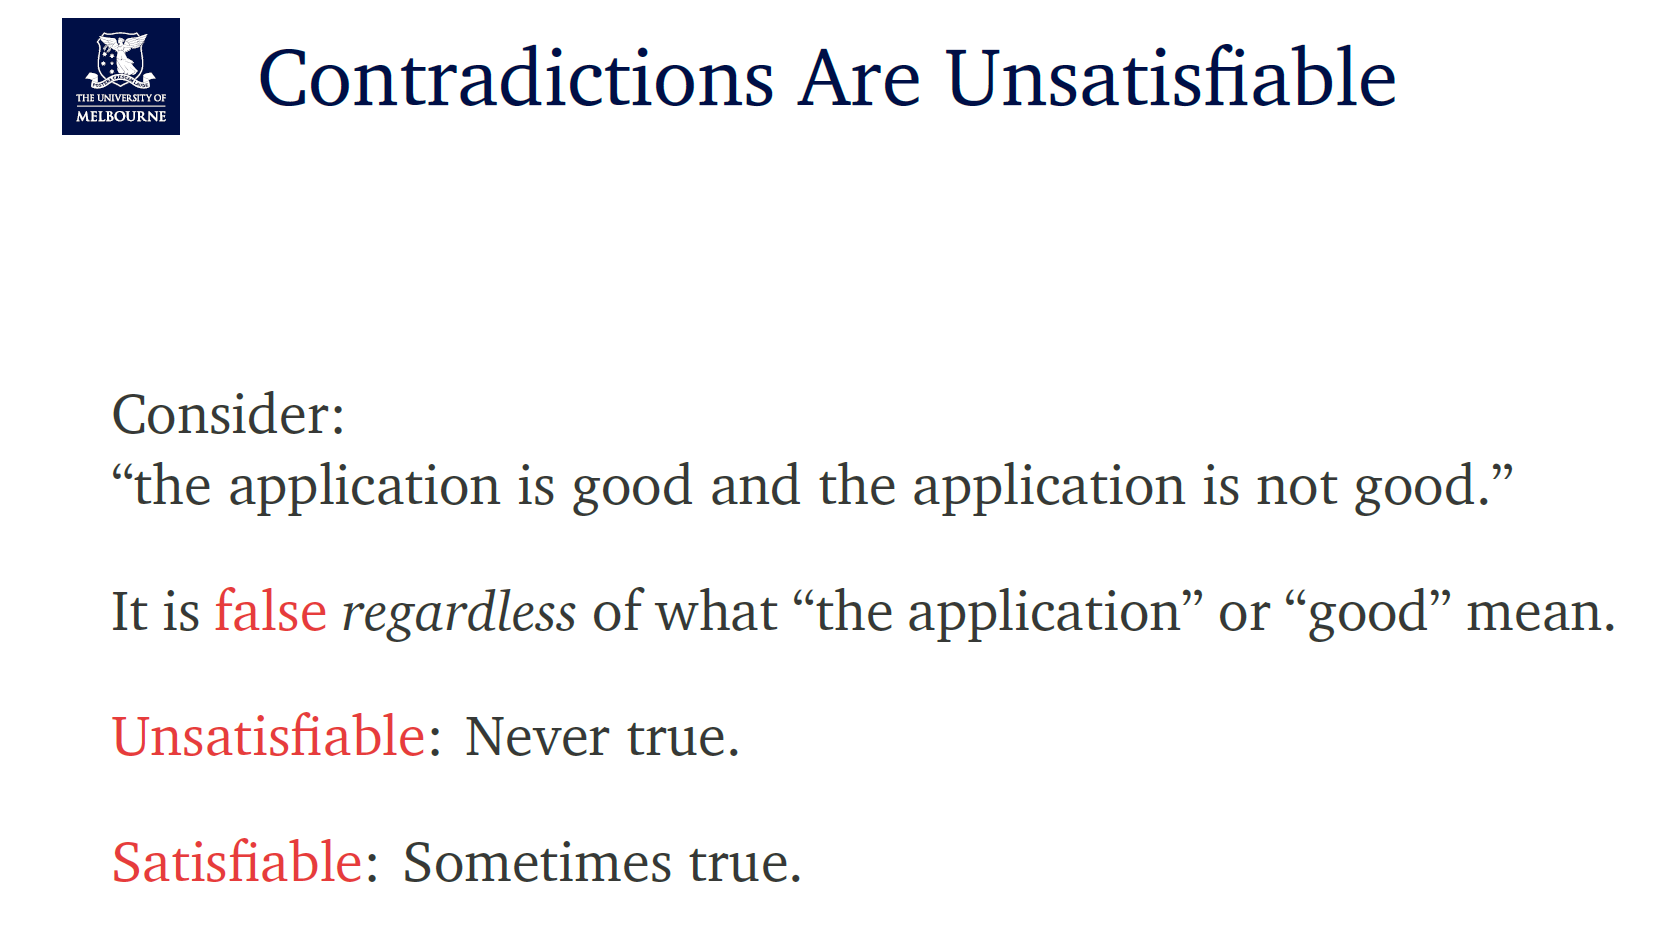 THE UNIVERSITY OF
MELBOURNE
Contradictions Are Unsatisfiable
Consider:
“the application is good and the application is not good.”
It is false regardless of what “the application” or “good” mean.
Unsatisfiable: Never true.
Satisfiable: Sometimes true.